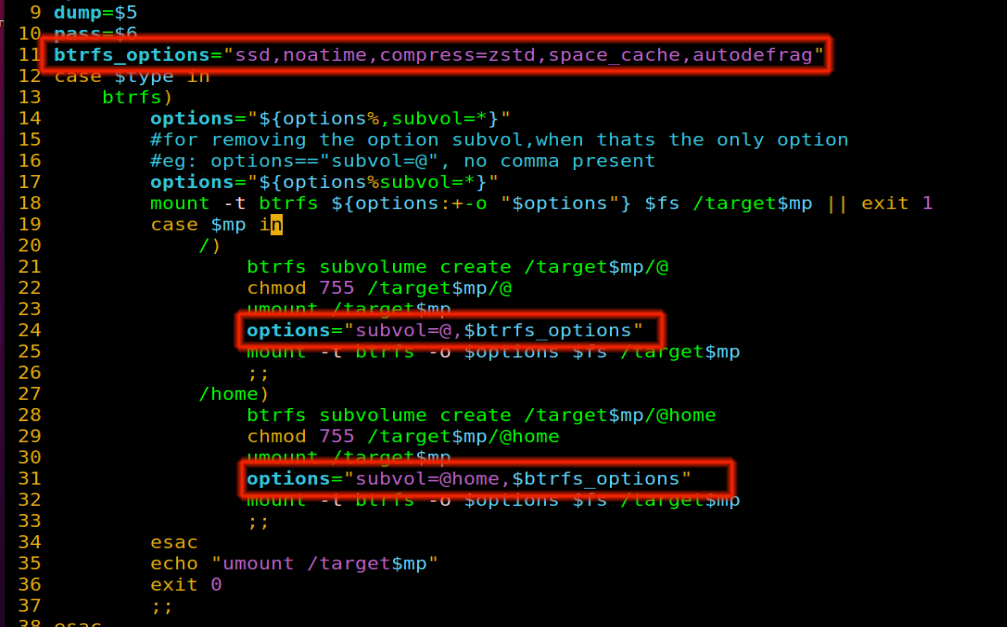 9 dump=$5
10 pass=$6
11 btrfs_options="ssd,noatime,compress=zstd,space_cache,autodefrag"
12 case $type in
13     btrfs)
14         options="${options%,subvol=*}"
15         #for removing the option subvol,when thats the only option
16         #eg: options=="subvol=@", no comma present
17         options="${options%subvol=*}"
18         mount -t btrfs ${options:+-o "$options"} $fs /target$mp || exit 1
19         case $mp in
20             /)
21                 btrfs subvolume create /target$mp/@
22                 chmod 755 /target$mp/@
23                 umount /target$mp
24                 options="subvol=@,$btrfs_options"
25                 mount -t btrfs -o $options $fs /target$mp
26                 ;;
27             /home)
28                 btrfs subvolume create /target$mp/@home
29                 chmod 755 /target$mp/@home
30                 umount /target$mp
31                 options="subvol=@home,$btrfs_options"
32                 mount -t btrfs -o $options $fs /target$mp
33                 ;;
34         esac
35         echo "umount /target$mp"
36         exit 0
37         ;;
38 esac